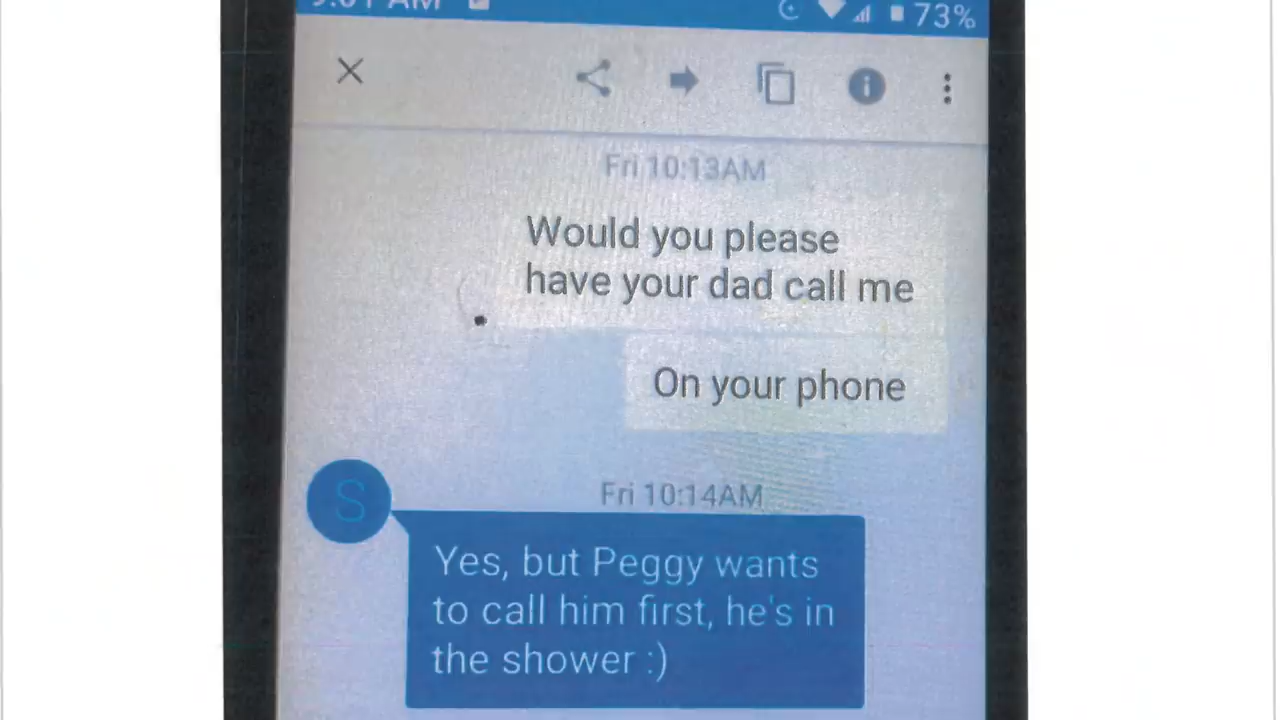 73%
Fri 10:13AM
Would you please
have your dad call me
On your phone
S
Fri 10:14AM
Yes, but Peggy wants
to call him first, he's in
the shower :)